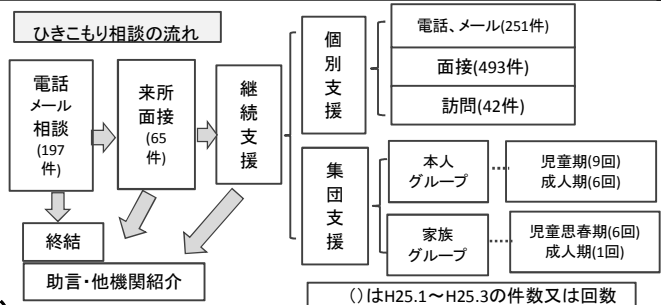 ひきこもり相談の流れ
電話
メール
相談
(197
件)
来所
面接
(65
件)
継続支援
個別支援
電話、メール(251件)
面接(493件)
訪問(42件)
集団支援
本人
グループ
児童期(9回)
成人期(6回)
家族
グループ
児童思春期(6回)
成人期(1回)
終結
助言・他機関紹介
()はH25.1～H25.3の件数又は回数